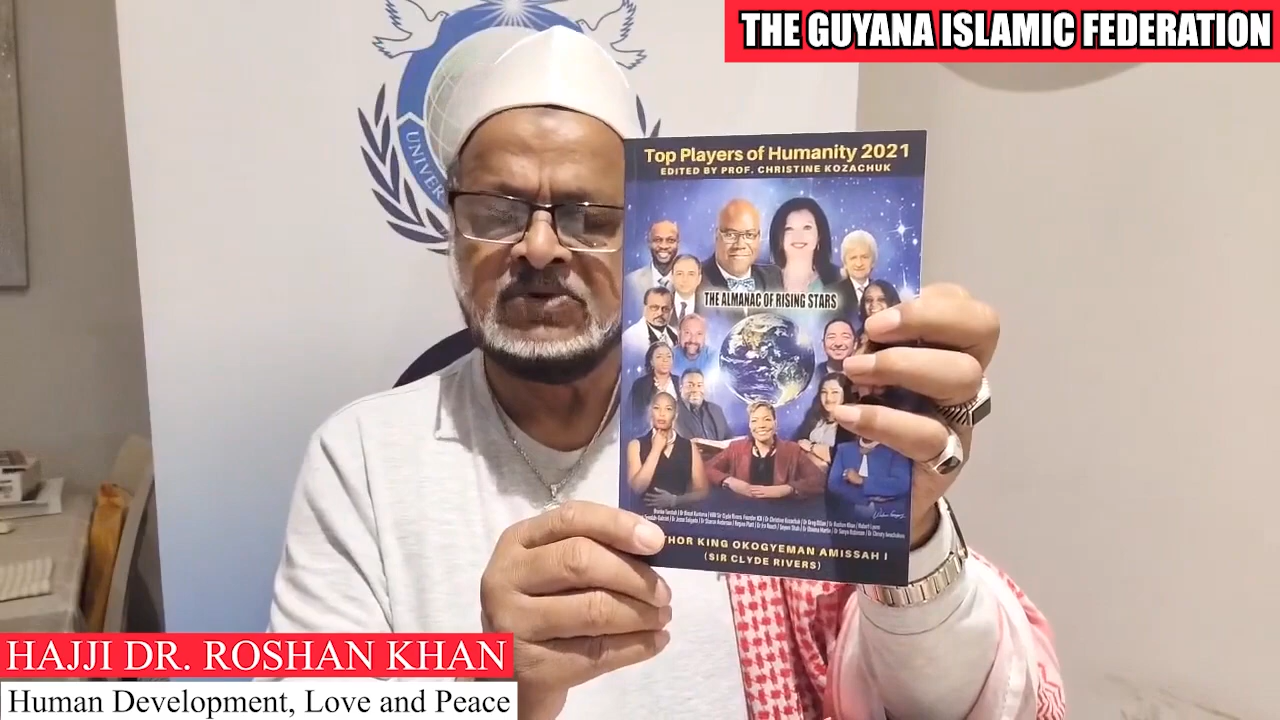 THE GUYANA ISLAMIC FEDERATION
UNIVER
Top Players of Humanity 2021
EDITED BY PROF. CHRISTINE KOZACHUK
THE ALMANAC OF RISING STARS
THOR KING OKOGYEMAN AMISSAH I
(SIR CLYDE RIVERS)
HAJJI DR. ROSHAN KHAN
Human Development, Love and Peace